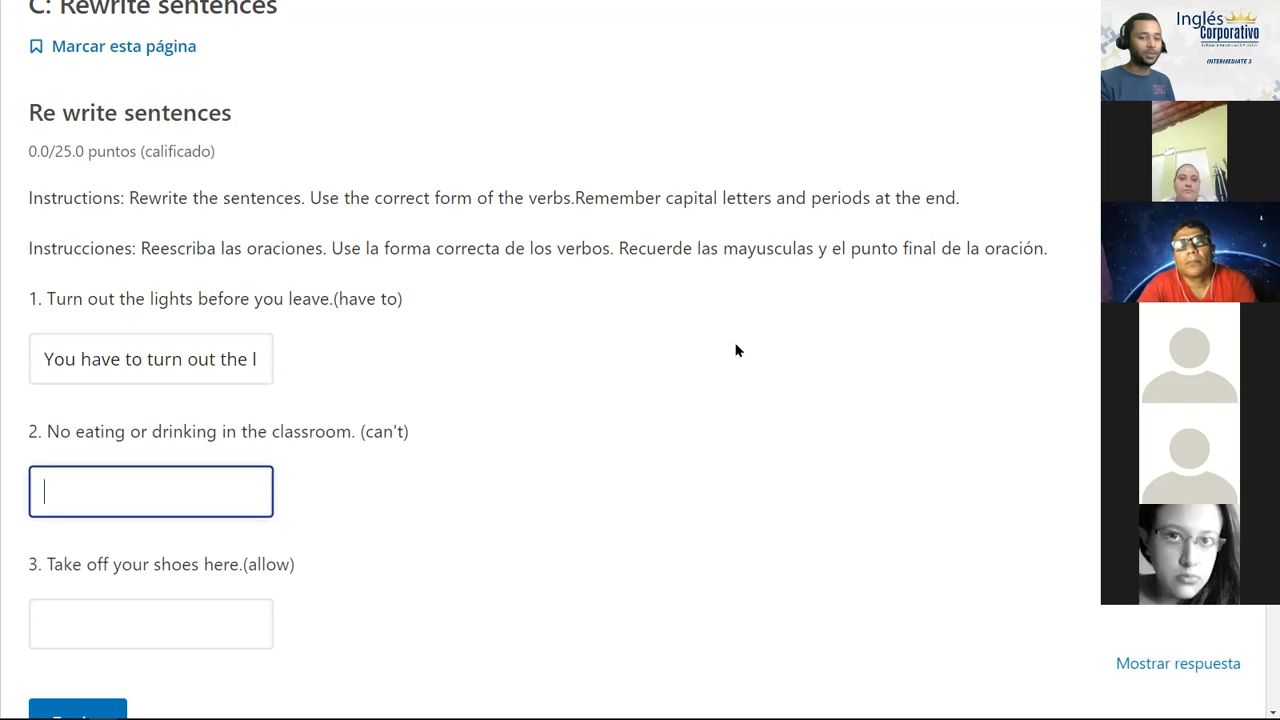 C: Rewrite sentences
Marcar esta página
Re write sentences
0.0/25.0 puntos (calificado)
Instructions: Rewrite the sentences. Use the correct form of the verbs.Remember capital letters and periods at the end.
Instrucciones: Reescriba las oraciones. Use la forma correcta de los verbos. Recuerde las mayusculas y el punto final de la oración.
1. Turn out the lights before you leave.(have to)
You have to turn out the l
2. No eating or drinking in the classroom. (can't)
3. Take off your shoes here.(allow)
Mostrar respuesta
Inglés
Corporativo
INTERMEDIATE 3